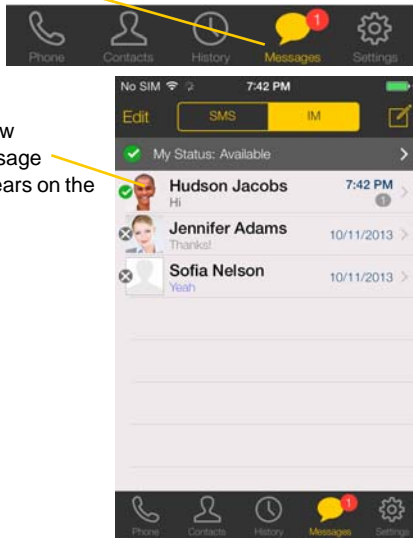 1
Phone Contacts History Messages Settings
No SIM 7:42 PM
Edit SMS IM
My Status: Available
ew
ssage
ears on the
Hudson Jacobs 7:42 PM
Hi 1
Jennifer Adams 10/11/2013
Thanks!
Sofia Nelson 10/11/2013
Yeah
1
Phone Contacts History Messages Settings